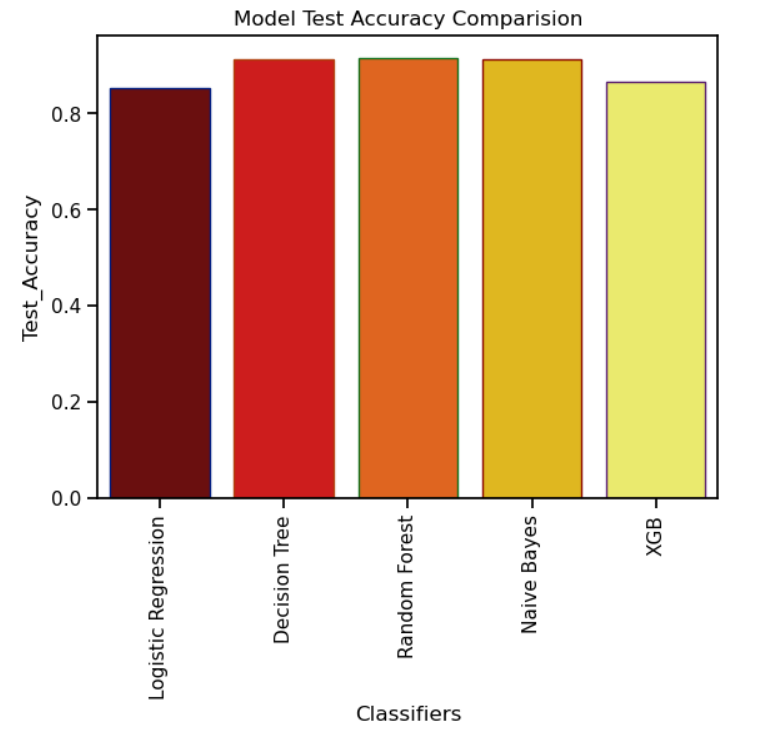 Model Test Accuracy Comparision
Test_Accuracy
0.8
0.6
0.4
0.2
0.0
Logistic Regression
Decision Tree
Random Forest
Naive Bayes
XGB
Classifiers